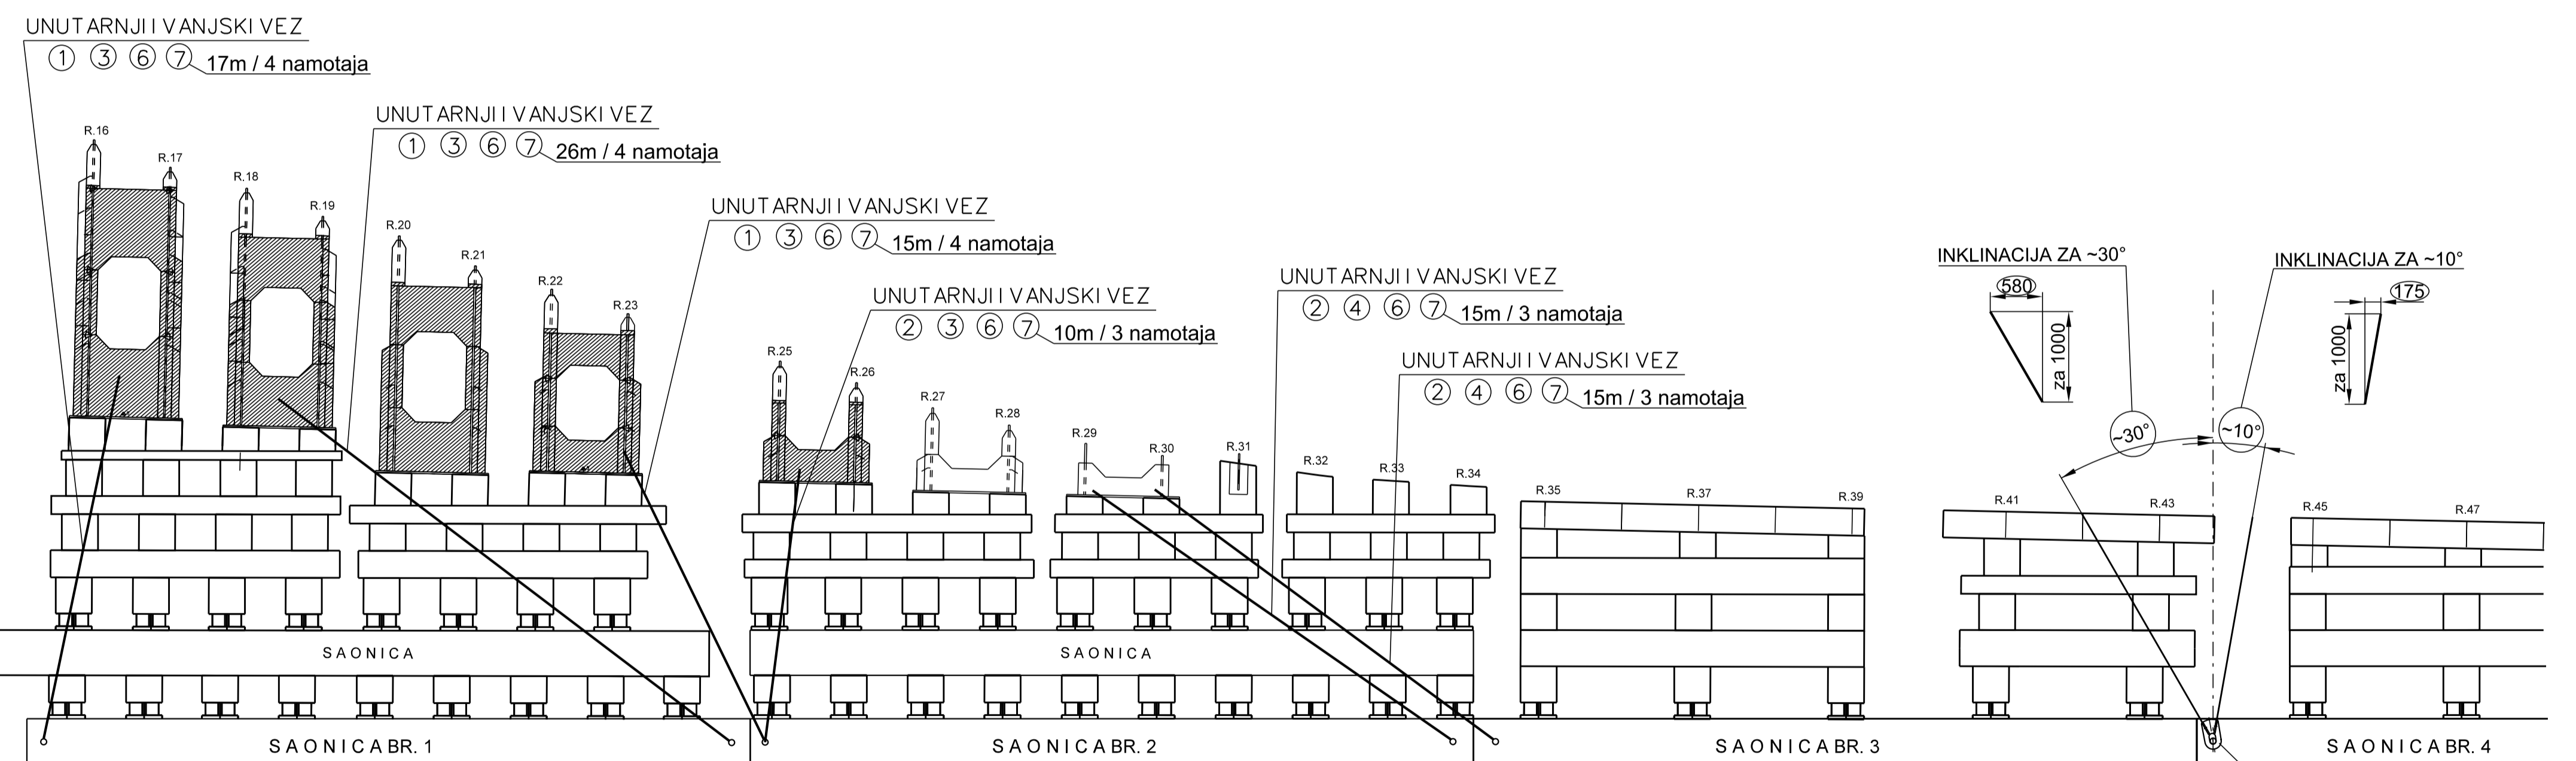 UNUTARNJI I VANJSKI VEZ
1 3 6 7 17m / 4 namotaja
UNUTARNJI I VANJSKI VEZ
1 3 6 7 26m / 4 namotaja
UNUTARNJI I VANJSKI VEZ
1 3 6 7 15m / 4 namotaja
UNUTARNJI I VANJSKI VEZ
2 3 6 7 10m / 3 namotaja
UNUTARNJI I VANJSKI VEZ
2 4 6 7 15m / 3 namotaja
UNUTARNJI I VANJSKI VEZ
2 4 6 7 15m / 3 namotaja
INKLINACIJA ZA ~30°
580
za 1000
INKLINACIJA ZA ~10°
175
za 1000
~30°
~10°
R.16
R.17
R.18
R.19
R.20
R.21
R.22
R.23
R.25
R.26
R.27
R.28
R.29
R.30
R.31
R.32
R.33
R.34
R.35
R.37
R.39
R.41
R.43
R.45
R.47
SAONICA
SAONICA
SAONICA BR. 1
SAONICA BR. 2
SAONICA BR. 3
SAONICA BR. 4